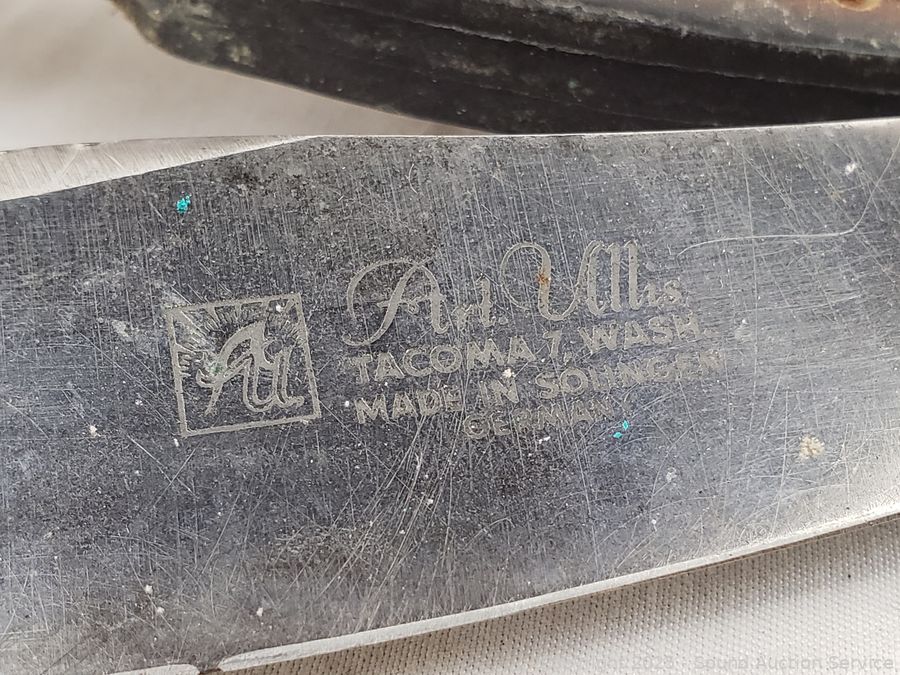 AU
Art. Ullis
TACOMA 7, WASH.
MADE IN SOLINGEN
GERMANY
Sound Auction Service